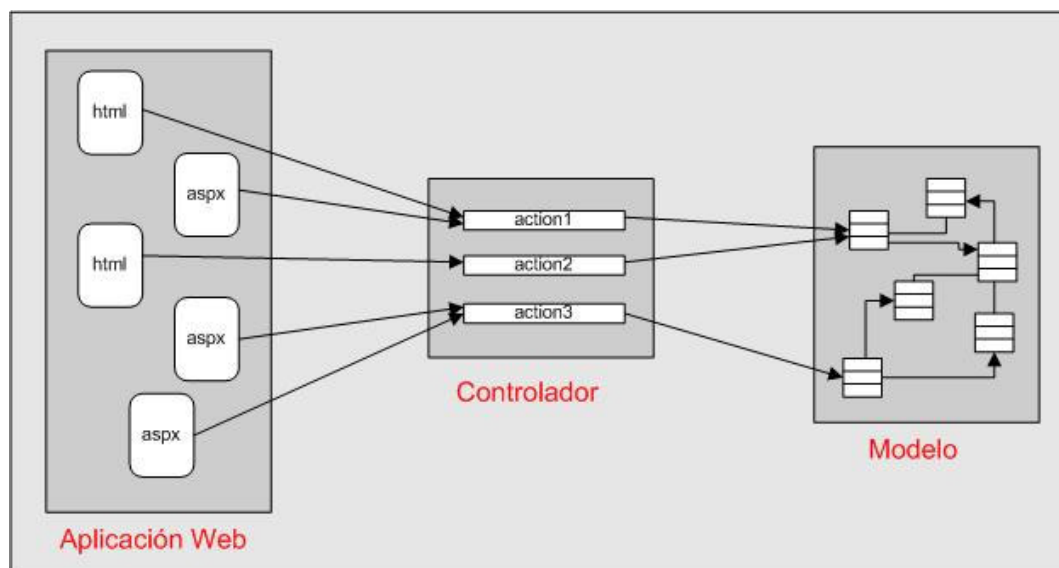 html
aspx
html
aspx
aspx
Aplicación Web
action1
action2
action3
Controlador
Modelo